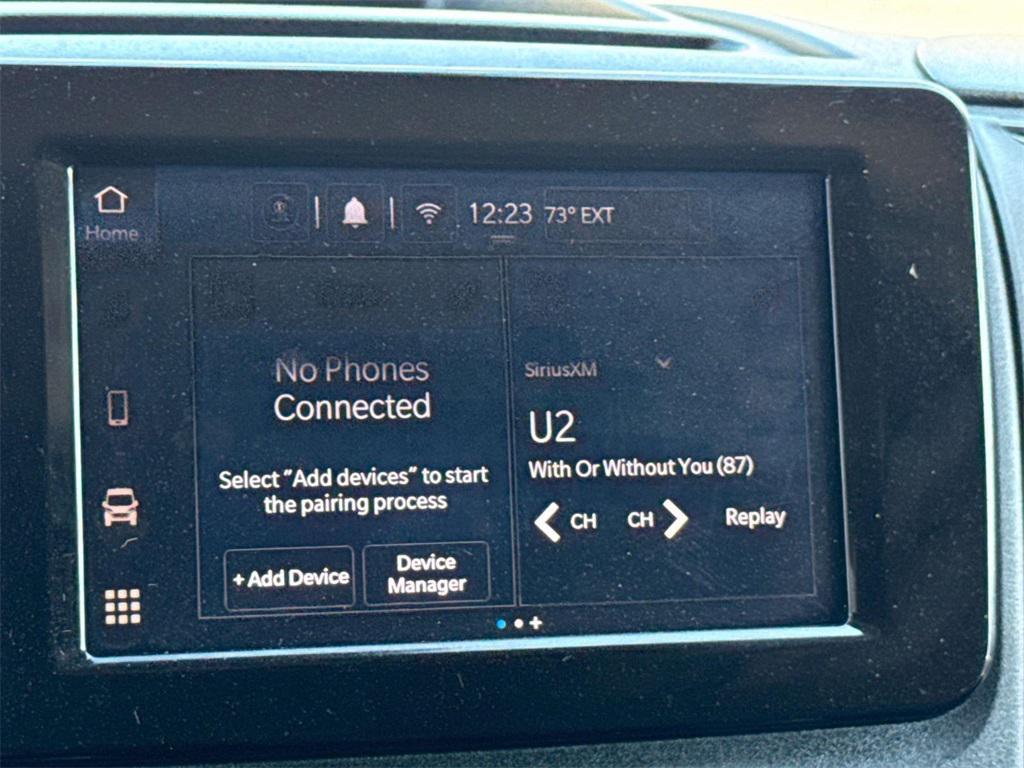 Home
12:23 73° EXT
No Phones
Connected
Select "Add devices" to start
the pairing process
+ Add Device
Device
Manager
SiriusXM
U2
With Or Without You (87)
CH CH Replay